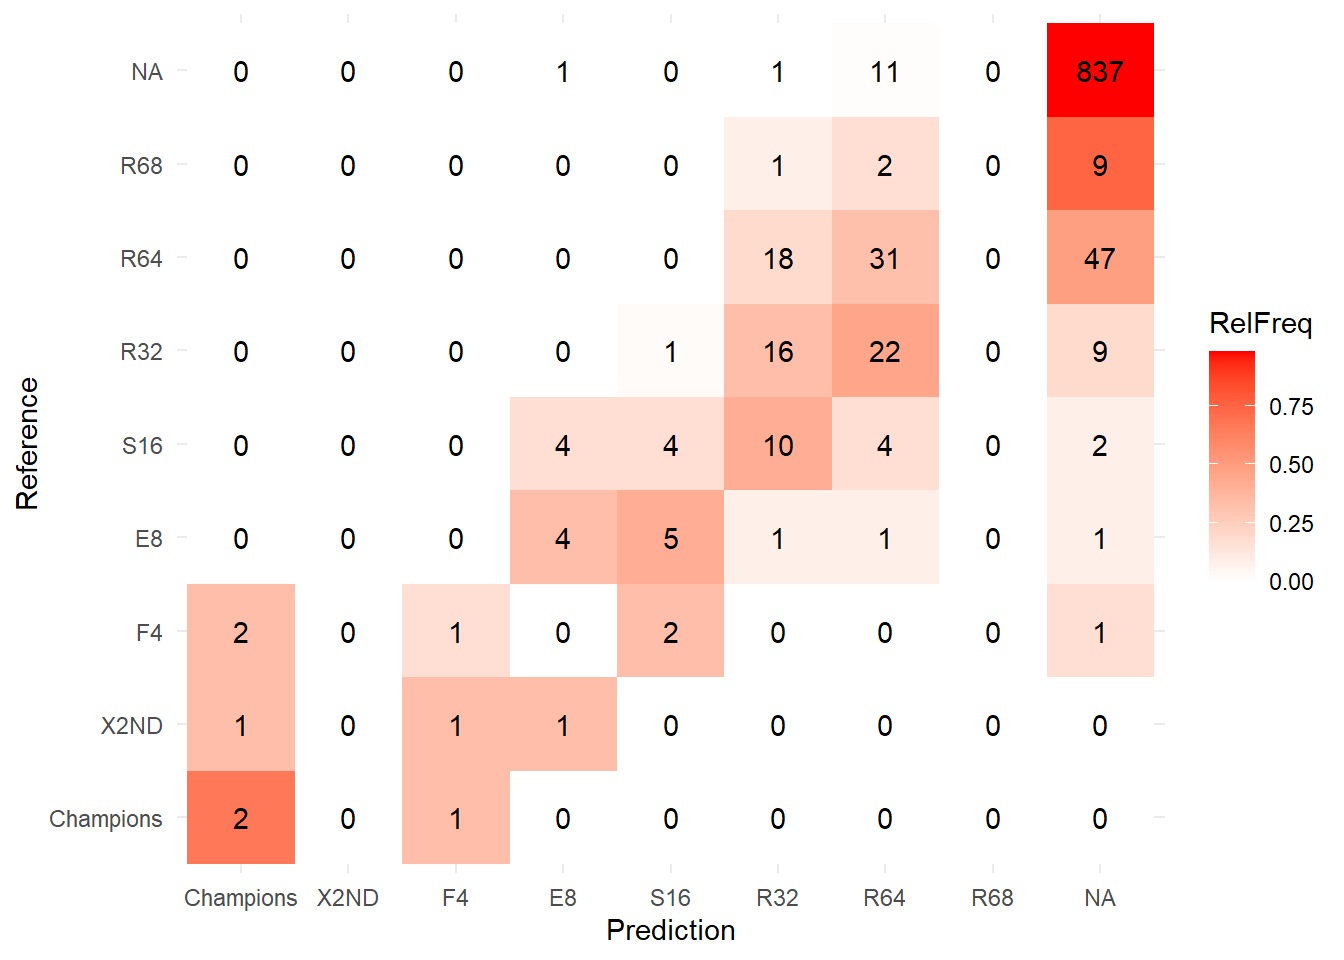 NA 0 0 0 1 0 1 11 0 837
R68 0 0 0 0 0 1 2 0 9
R64 0 0 0 0 0 18 31 0 47
R32 0 0 0 0 1 16 22 0 9
S16 0 0 0 4 4 10 4 0 2
E8 0 0 0 4 5 1 1 0 1
F4 2 0 1 0 2 0 0 0 1
X2ND 1 0 1 1 0 0 0 0 0
Champions 2 0 1 0 0 0 0 0 0
Champions X2ND F4 E8 S16 R32 R64 R68 NA
Prediction
Reference
RelFreq
0.75
0.50
0.25
0.00